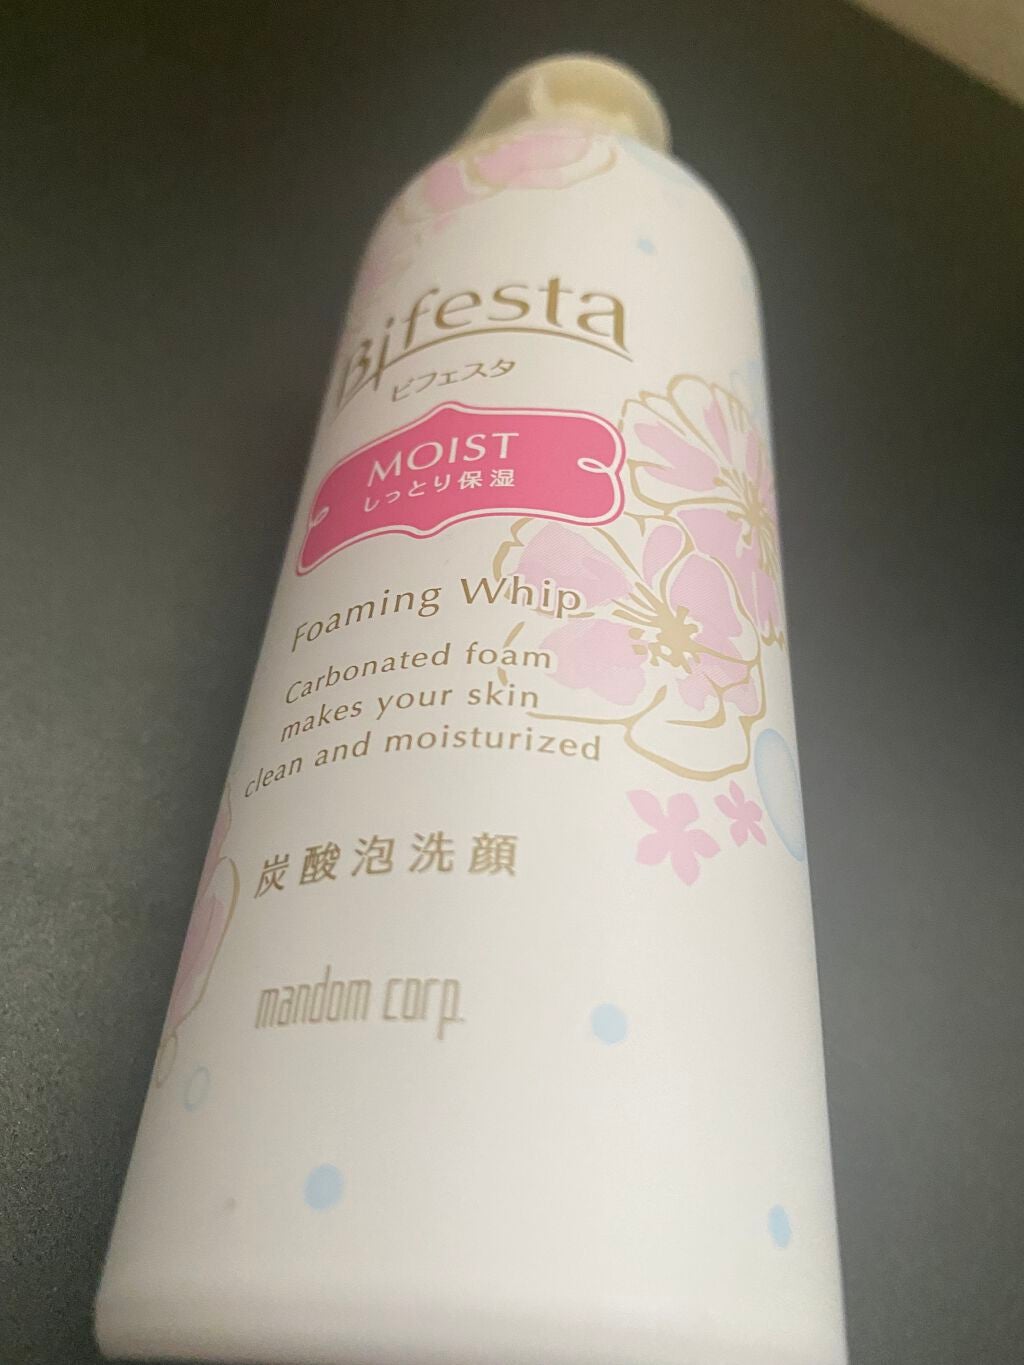 Bifesta
ビフェスタ
MOIST
しっとり保湿
Foaming Whip
Carbonated foam
makes your skin
clean and moisturized
炭酸泡洗顔
mandom corp.